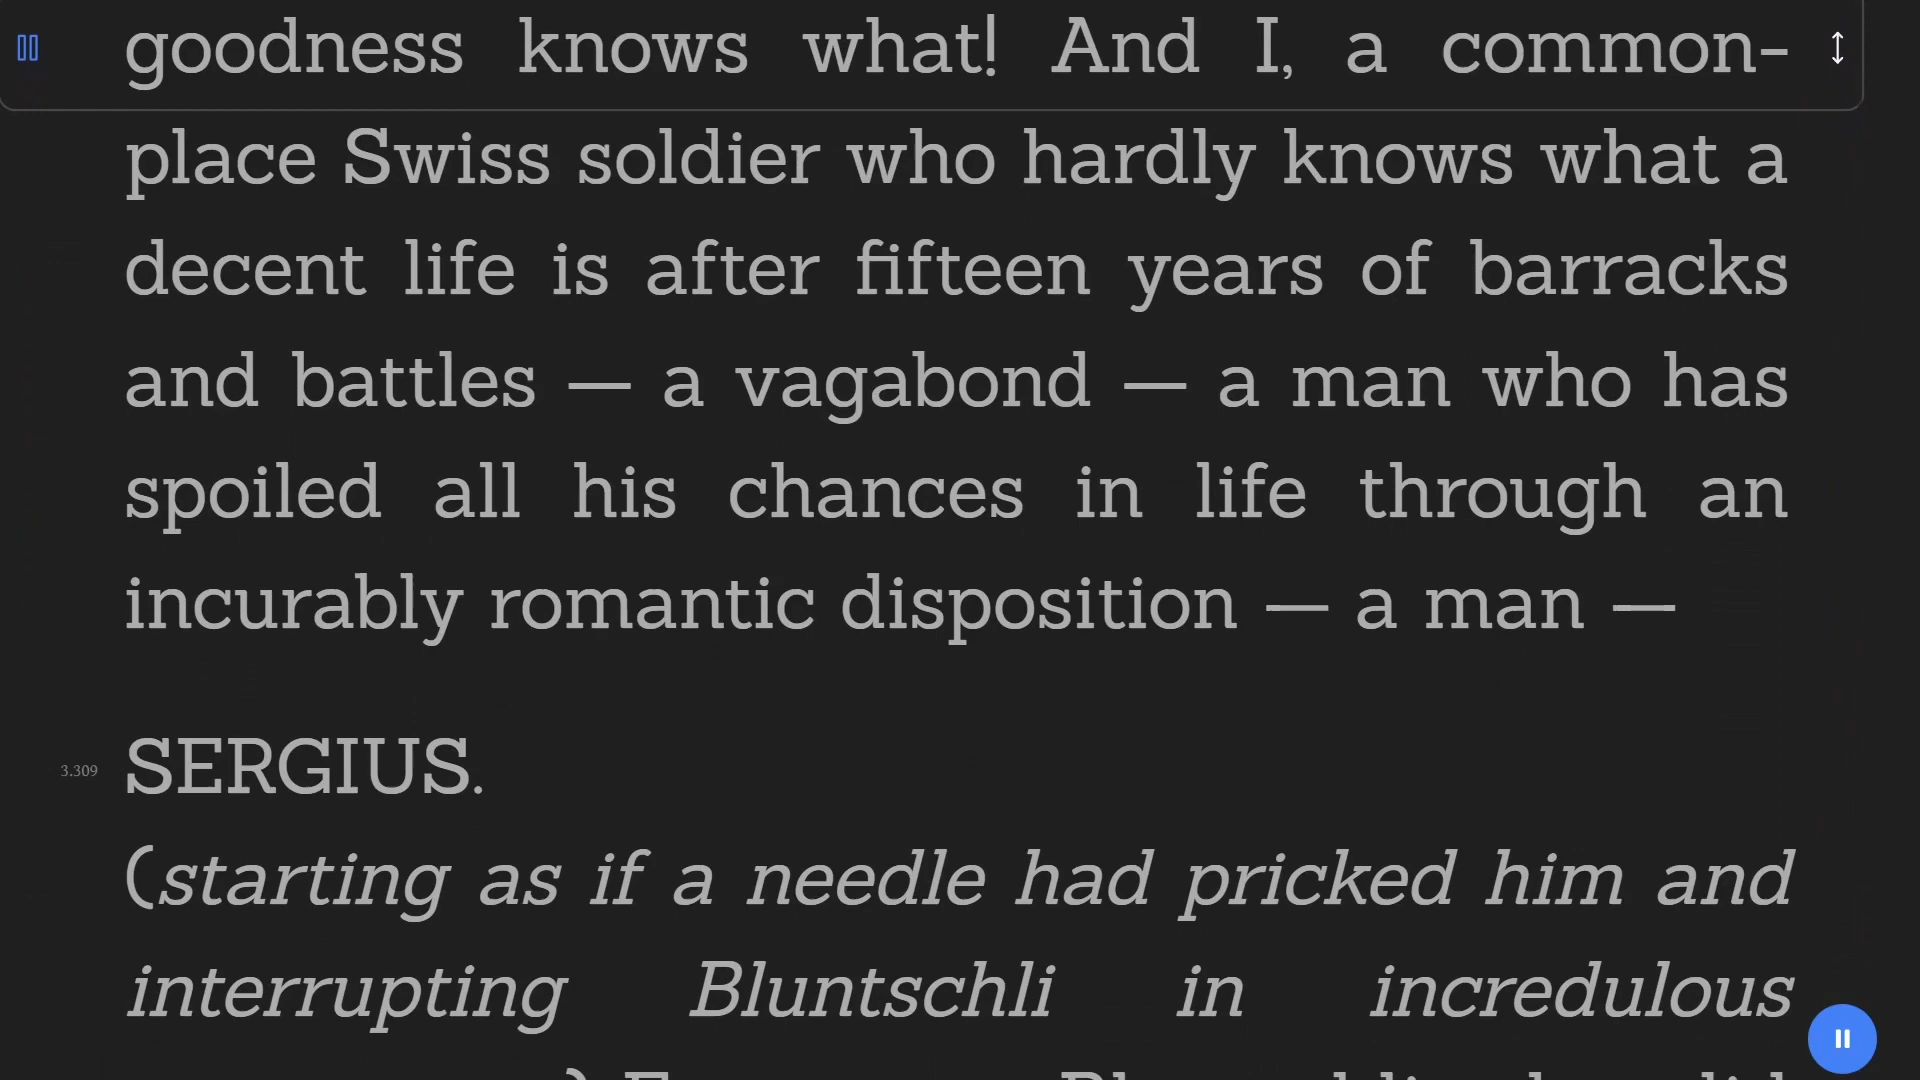 goodness knows what! And I, a common-
place Swiss soldier who hardly knows what a
decent life is after fifteen years of barracks
and battles — a vagabond — a man who has
spoiled all his chances in life through an
incurably romantic disposition — a man —
3.309 SERGIUS.
(starting as if a needle had pricked him and
interrupting Bluntschli in incredulous